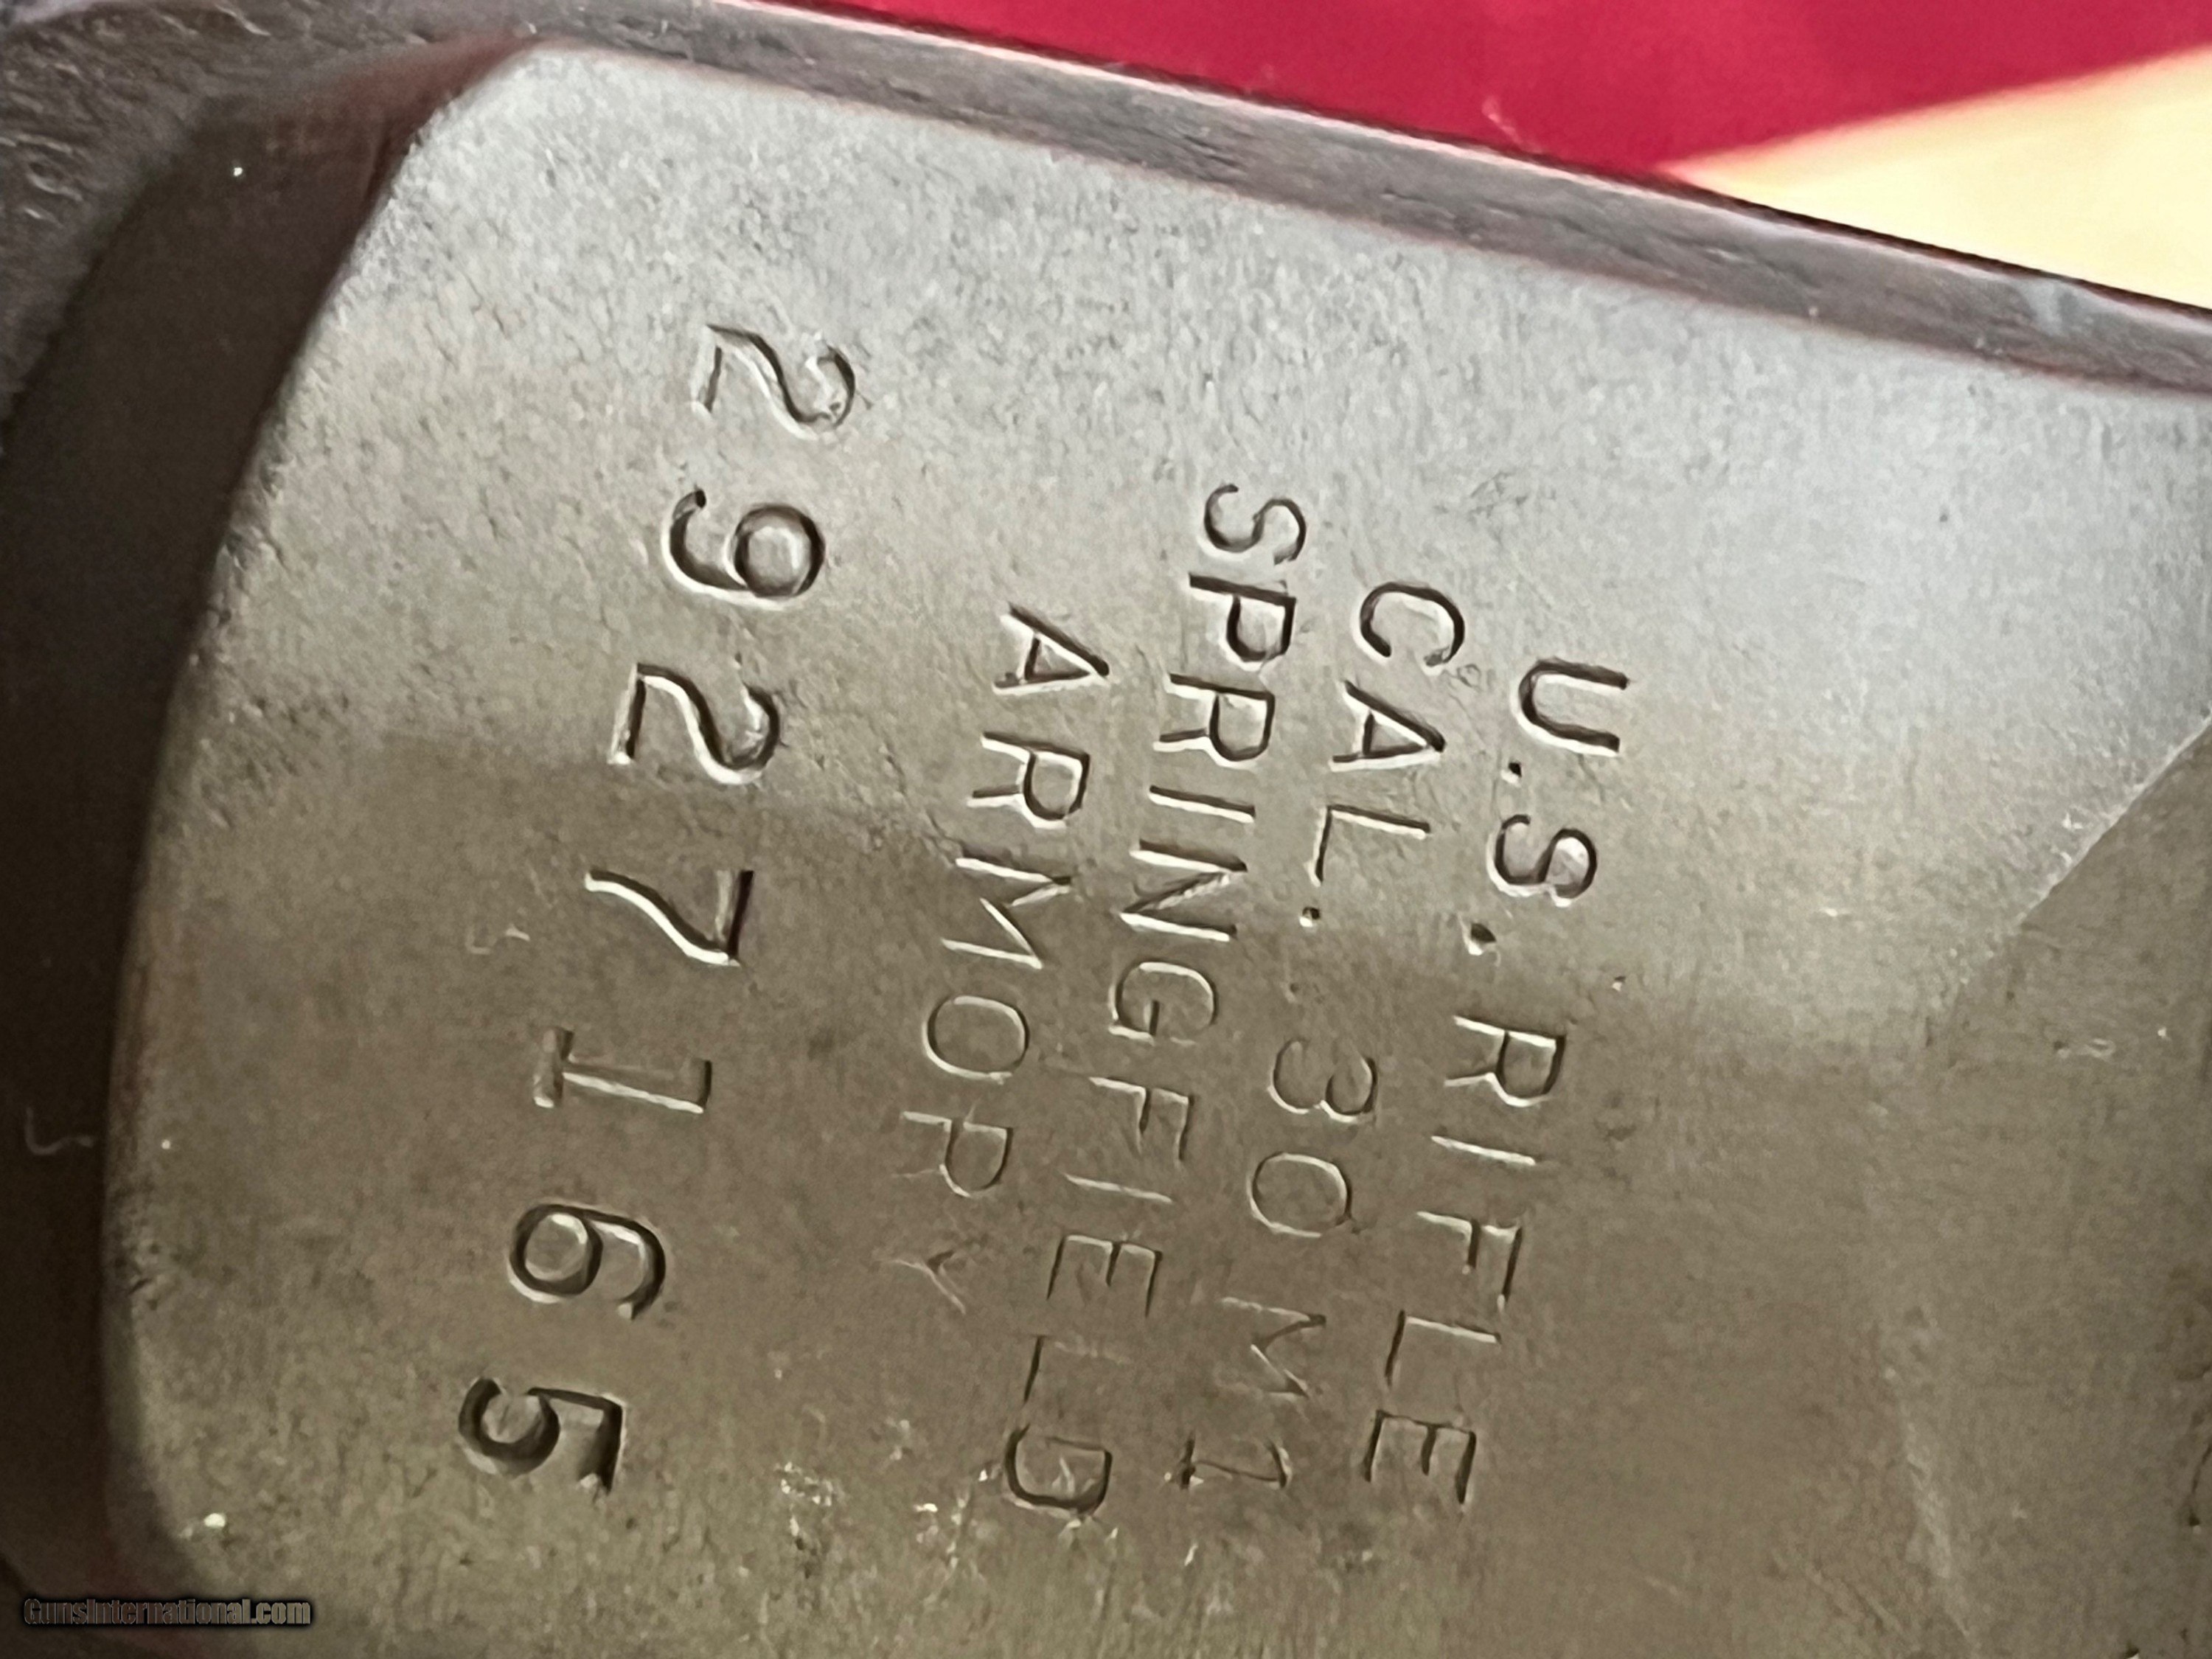 U.S. RIFLE
CAL. .30 M1
SPRINGFIELD
ARMORY
2927165
GunsInternational.com